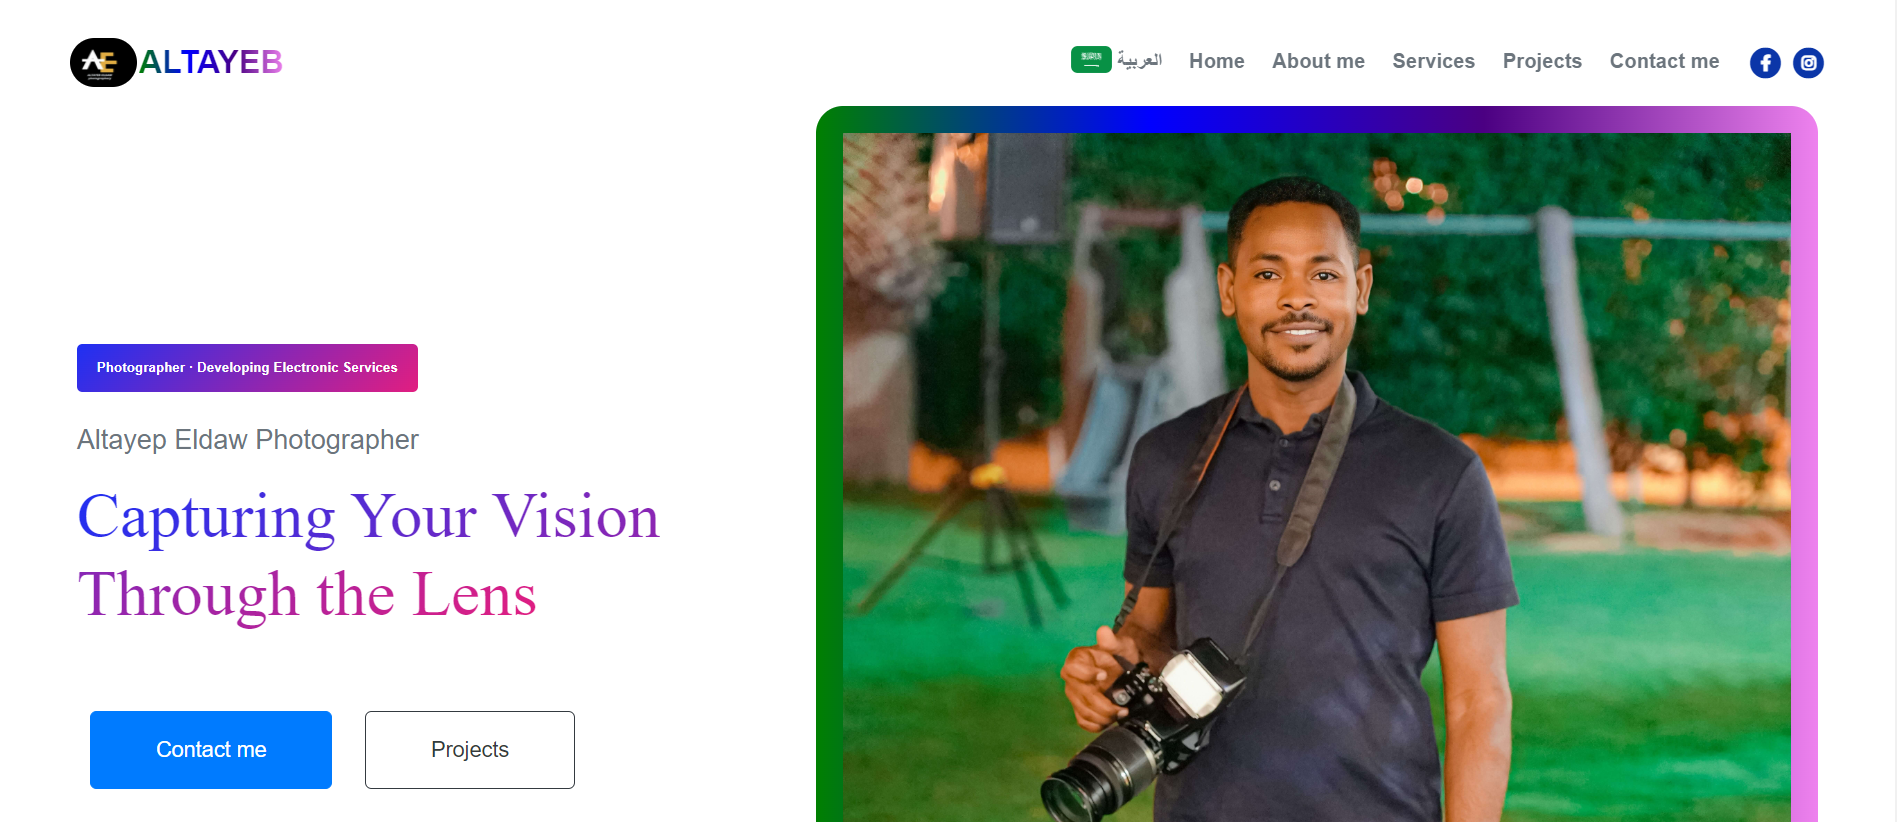 AE
ALTAYEB
العربية
Home
About me
Services
Projects
Contact me
Photographer · Developing Electronic Services
Altayep Eldaw Photographer
Capturing Your Vision
Through the Lens
Contact me
Projects